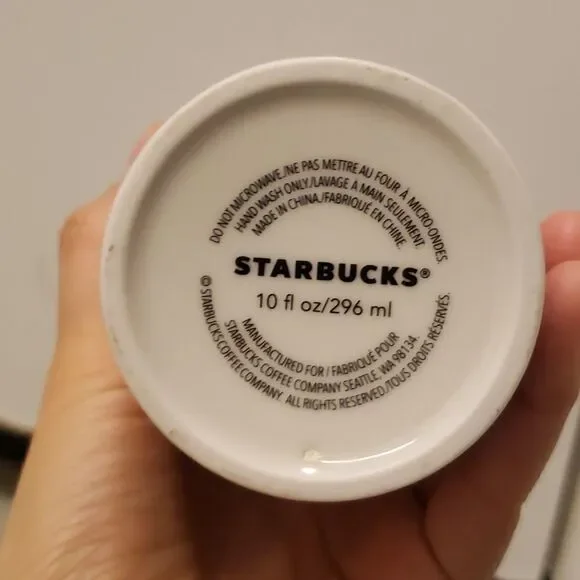 DO NOT MICROWAVE./NE PAS METTRE AU FOUR À MICRO-ONDES.
HAND WASH ONLY/LAVAGE À MAIN SEULEMENT.
MADE IN CHINA./FABRIQUÉ EN CHINE.
STARBUCKS®
10 fl oz/296 ml
MANUFACTURED FOR / FABRIQUÉ POUR
STARBUCKS COFFEE COMPANY SEATTLE, WA 98134.
© STARBUCKS COFFEE COMPANY. ALL RIGHTS RESERVED./TOUS DROITS RÉSERVÉS.